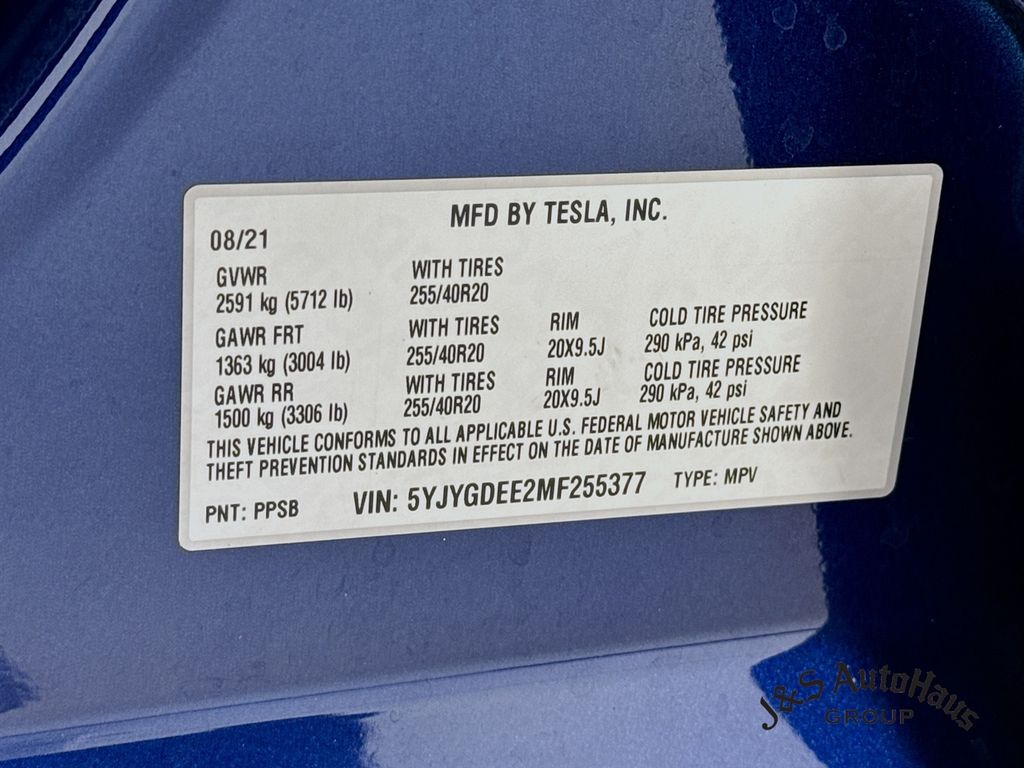 MFD BY TESLA, INC.
08/21
GVWR WITH TIRES
2591 kg (5712 lb) 255/40R20
GAWR FRT WITH TIRES RIM COLD TIRE PRESSURE
1363 kg (3004 lb) 255/40R20 20X9.5J 290 kPa, 42 psi
GAWR RR WITH TIRES RIM COLD TIRE PRESSURE
1500 kg (3306 lb) 255/40R20 20X9.5J 290 kPa, 42 psi
THIS VEHICLE CONFORMS TO ALL APPLICABLE U.S. FEDERAL MOTOR VEHICLE SAFETY AND
THEFT PREVENTION STANDARDS IN EFFECT ON THE DATE OF MANUFACTURE SHOWN ABOVE.
PNT: PPSB VIN: 5YJYGDEE2MF255377 TYPE: MPV
J&S AutoHaus
GROUP